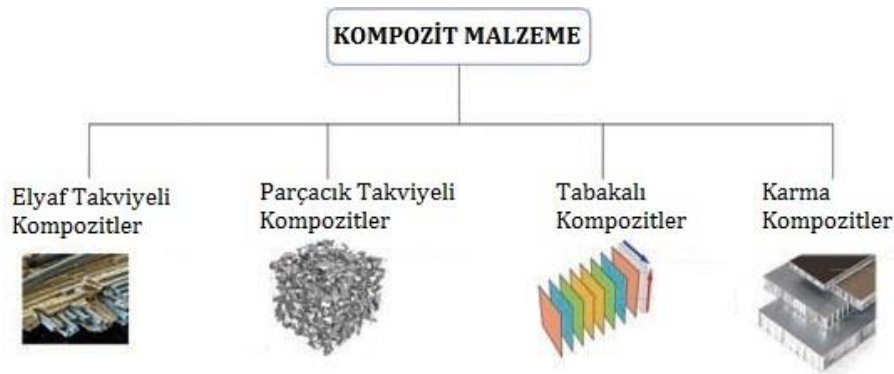 KOMPOZİT MALZEME
Elyaf Takviyeli
Kompozitler
Parçacık Takviyeli
Kompozitler
Tabakalı
Kompozitler
Karma
Kompozitler